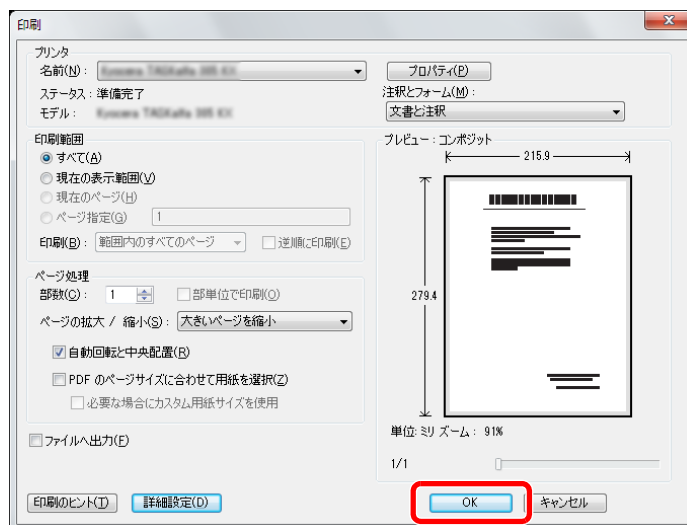 印刷
プリンタ
名前(N)：
プロパティ(P)
ステータス：準備完了
注釈とフォーム(M)：
モデル：
文書と注釈
印刷範囲
すべて(A)
現在の表示範囲(V)
現在のページ(H)
ページ指定(G)
1
印刷(B)：
範囲内のすべてのページ
逆順に印刷(E)
プレビュー：コンポジット
215.9
279.4
ページ処理
部数(C)：
1
部単位で印刷(O)
ページの拡大 / 縮小(S)：
大きいページを縮小
自動回転と中央配置(R)
PDF のページサイズに合わせて用紙を選択(Z)
必要な場合にカスタム用紙サイズを使用
ファイルへ出力(F)
単位: ミリ ズーム： 91%
1/1
印刷のヒント(T)
詳細設定(D)
OK
キャンセル